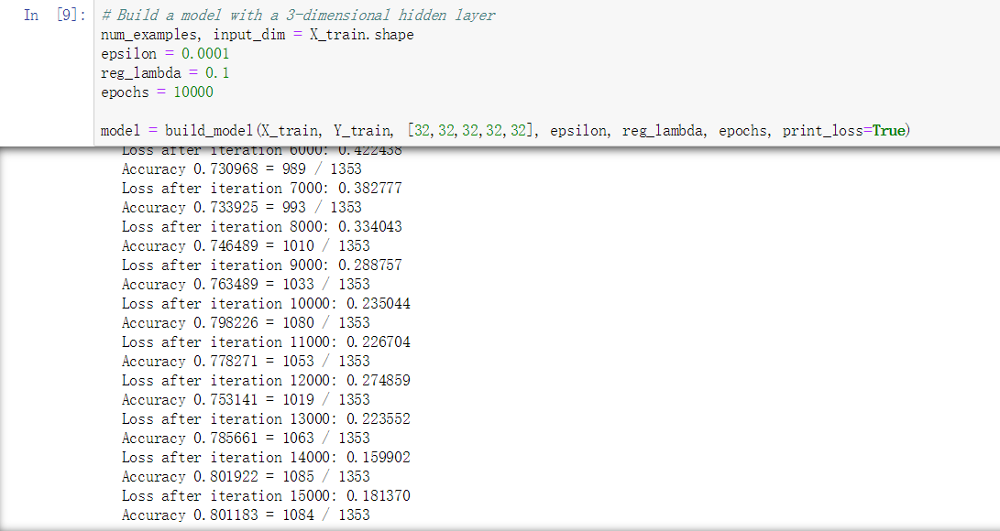 In [9]:
# Build a model with a 3-dimensional hidden layer
num_examples, input_dim = X_train.shape
epsilon = 0.0001
reg_lambda = 0.1
epochs = 10000
model = build_model(X_train, Y_train, [32,32,32,32,32], epsilon, reg_lambda, epochs, print_loss=True)
Loss after iteration 6000: 0.422438
Accuracy 0.730968 = 989 / 1353
Loss after iteration 7000: 0.382777
Accuracy 0.733925 = 993 / 1353
Loss after iteration 8000: 0.334043
Accuracy 0.746489 = 1010 / 1353
Loss after iteration 9000: 0.288757
Accuracy 0.763489 = 1033 / 1353
Loss after iteration 10000: 0.235044
Accuracy 0.798226 = 1080 / 1353
Loss after iteration 11000: 0.226704
Accuracy 0.778271 = 1053 / 1353
Loss after iteration 12000: 0.274859
Accuracy 0.753141 = 1019 / 1353
Loss after iteration 13000: 0.223552
Accuracy 0.785661 = 1063 / 1353
Loss after iteration 14000: 0.159902
Accuracy 0.801922 = 1085 / 1353
Loss after iteration 15000: 0.181370
Accuracy 0.801183 = 1084 / 1353